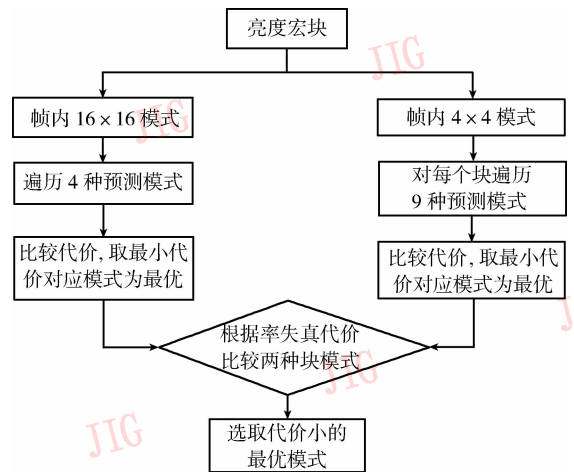 亮度宏块
JIG
帧内 16×16 模式
JIG
帧内 4×4 模式
遍历 4 种预测模式
对每个块遍历
9 种预测模式
比较代价, 取最小代
价对应模式为最优
比较代价, 取最小代
价对应模式为最优
根据率失真代价
比较两种块模式
JIG
JIG
选取代价小的
最优模式